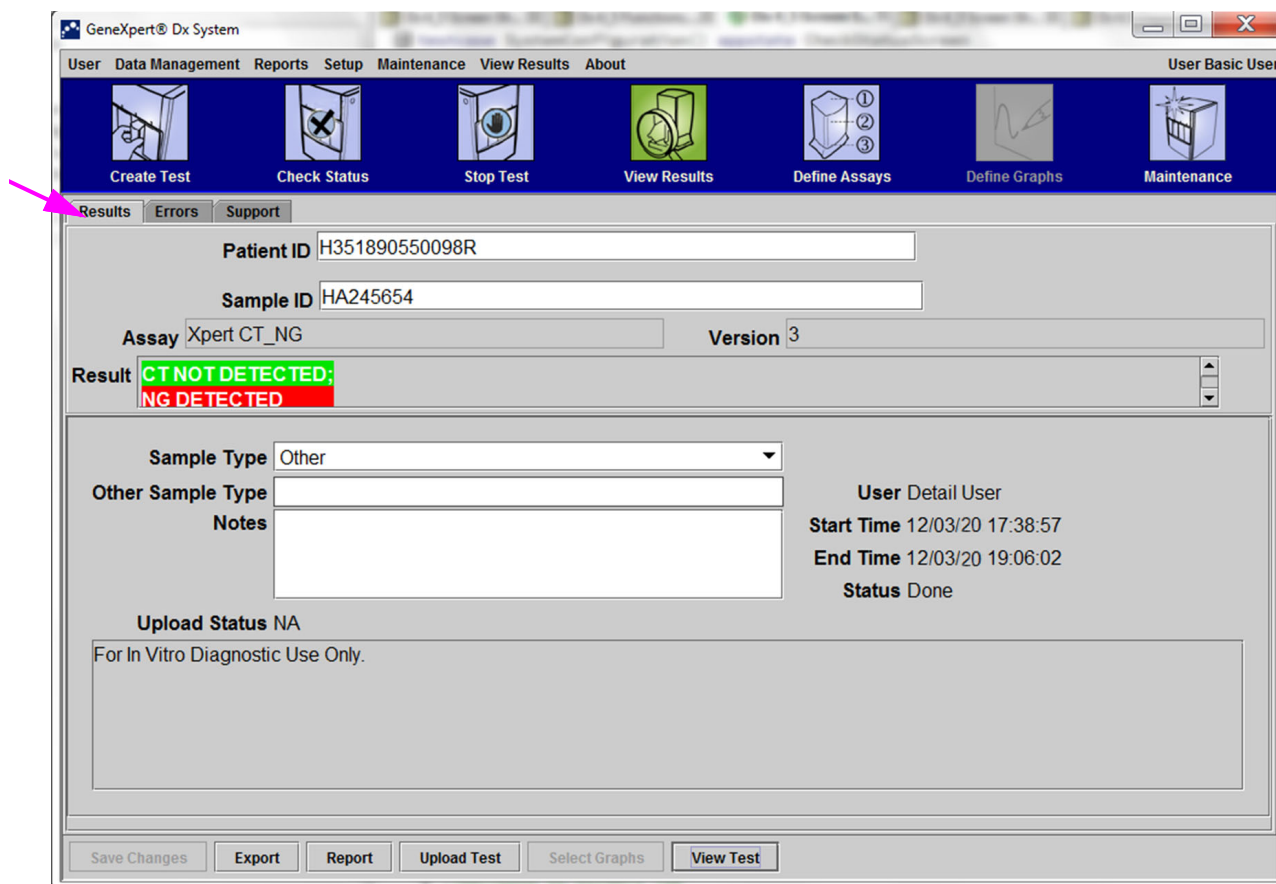 GeneXpert® Dx System
User Data Management Reports Setup Maintenance View Results About User Basic User
Create Test Check Status Stop Test View Results Define Assays Define Graphs Maintenance
Results Errors Support
Patient ID H351890550098R
Sample ID HA245654
Assay Xpert CT_NG Version 3
Result CT NOT DETECTED;
NG DETECTED
Sample Type Other
Other Sample Type User Detail User
Notes Start Time 12/03/20 17:38:57
End Time 12/03/20 19:06:02
Status Done
Upload Status NA
For In Vitro Diagnostic Use Only.
Save Changes Export Report Upload Test Select Graphs View Test